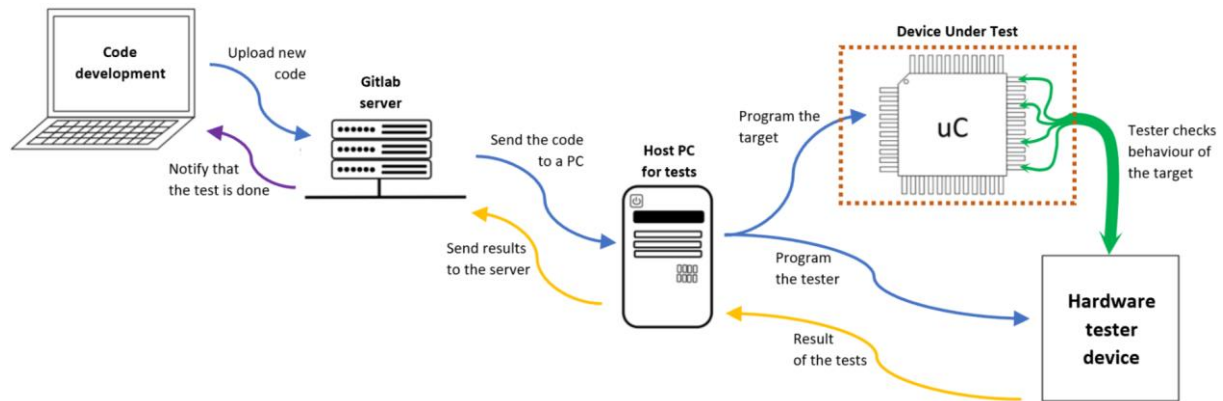 Code
development
Upload new
code
Notify that
the test is done
Gitlab
server
Send the code
to a PC
Send results
to the server
Host PC
for tests
Program the
target
Device Under Test
uC
Tester checks
behaviour of
the target
Program
the tester
Result
of the tests
Hardware
tester
device